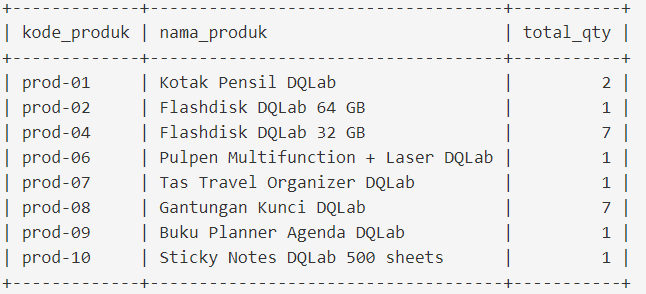 +-------------+----------------------------------+-----------+
| kode_produk | nama_produk                      | total_qty |
+-------------+----------------------------------+-----------+
| prod-01     | Kotak Pensil DQLab               |         2 |
| prod-02     | Flashdisk DQLab 64 GB            |         1 |
| prod-04     | Flashdisk DQLab 32 GB            |         7 |
| prod-06     | Pulpen Multifunction + Laser DQLab |         1 |
| prod-07     | Tas Travel Organizer DQLab       |         1 |
| prod-08     | Gantungan Kunci DQLab            |         7 |
| prod-09     | Buku Planner Agenda DQLab        |         1 |
| prod-10     | Sticky Notes DQLab 500 sheets    |         1 |
+-------------+----------------------------------+-----------+